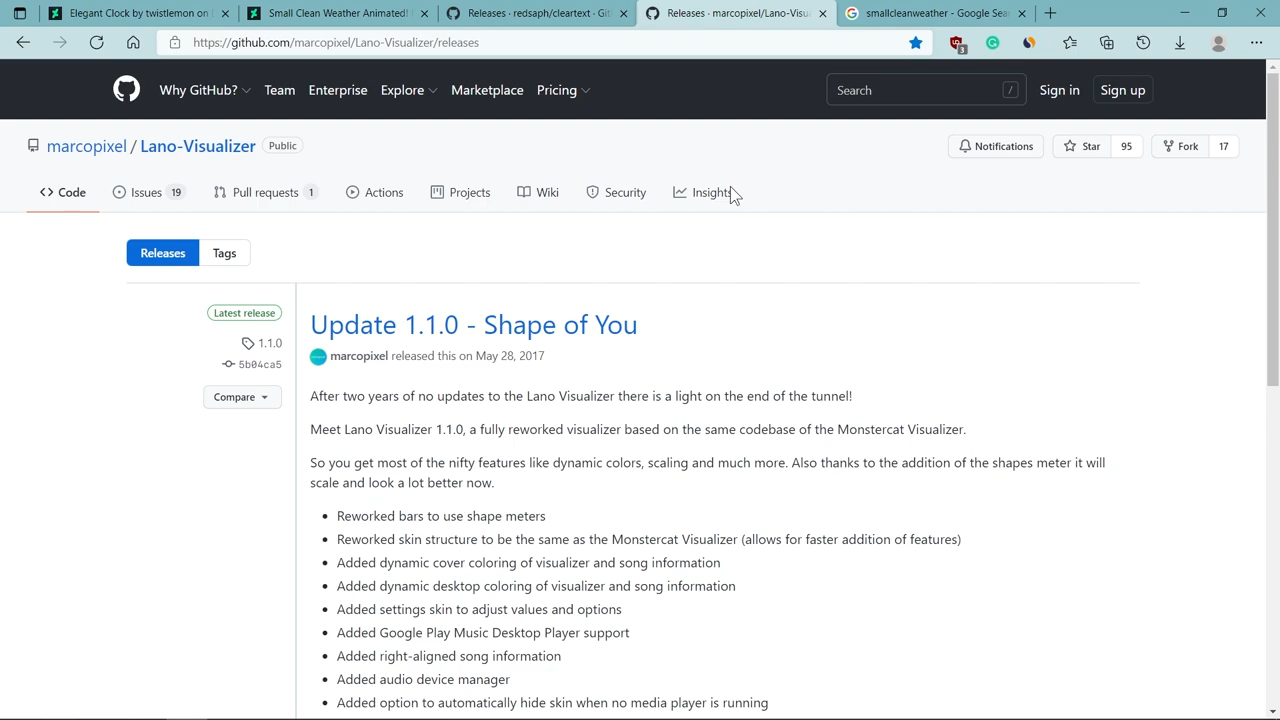 Elegant Clock by twistlemon on
Small Clean Weather Animated!
Releases · redsaph/cleartext · Git
Releases · marcopixel/Lano-Visu
smallcleanweather - Google Sea
https://github.com/marcopixel/Lano-Visualizer/releases
3
Why GitHub? Team Enterprise Explore Marketplace Pricing
Search /
Sign in Sign up
marcopixel / Lano-Visualizer Public
Notifications Star 95 Fork 17
Code Issues 19 Pull requests 1 Actions Projects Wiki Security Insights
Releases Tags
Latest release
1.1.0
5b04ca5
Compare
Update 1.1.0 - Shape of You
marcopixel released this on May 28, 2017
After two years of no updates to the Lano Visualizer there is a light on the end of the tunnel!
Meet Lano Visualizer 1.1.0, a fully reworked visualizer based on the same codebase of the Monstercat Visualizer.
So you get most of the nifty features like dynamic colors, scaling and much more. Also thanks to the addition of the shapes meter it will
scale and look a lot better now.
• Reworked bars to use shape meters
• Reworked skin structure to be the same as the Monstercat Visualizer (allows for faster addition of features)
• Added dynamic cover coloring of visualizer and song information
• Added dynamic desktop coloring of visualizer and song information
• Added settings skin to adjust values and options
• Added Google Play Music Desktop Player support
• Added right-aligned song information
• Added audio device manager
• Added option to automatically hide skin when no media player is running